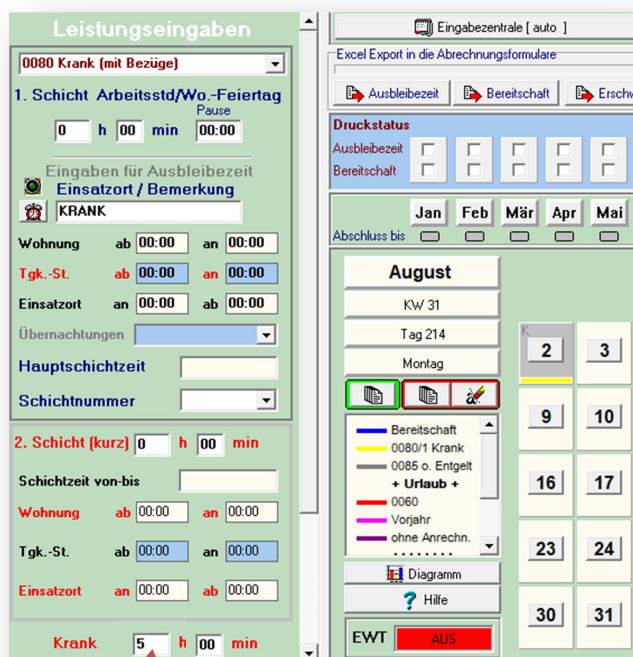 Leistungseingaben
0080 Krank (mit Bezüge)
1. Schicht Arbeitsstd/Wo.-Feiertag
Pause
0 h 00 min 00:00
Eingaben für Ausbleibezeit
Einsatzort / Bemerkung
KRANK
Wohnung ab 00:00 an 00:00
Tgk.-St. ab 00:00 an 00:00
Einsatzort an 00:00 ab 00:00
Übernachtungen
Hauptschichtzeit
Schichtnummer
2. Schicht (kurz) 0 h 00 min
Schichtzeit von-bis
Wohnung ab 00:00 an 00:00
Tgk.-St. ab 00:00 an 00:00
Einsatzort an 00:00 ab 00:00
Krank 5 h 00 min
Eingabezentrale [ auto ]
Excel Export in die Abrechnungsformulare
Ausbleibezeit Bereitschaft Erschw
Druckstatus
Ausbleibezeit
Bereitschaft
Jan Feb Mär Apr Mai
Abschluss bis
August
KW 31
Tag 214
Montag
Bereitschaft
0080/1 Krank
0085 o. Entgelt
+ Urlaub +
0060
Vorjahr
ohne Anrechn.
Diagramm
Hilfe
EWT AUS
K
2 3
9 10
16 17
23 24
30 31